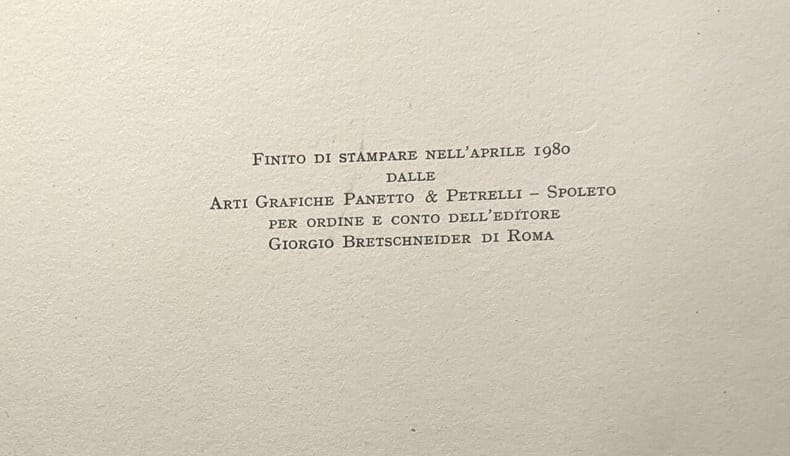 Finito di stampare nell'aprile 1980
dalle
Arti Grafiche Panetto & Petrelli – Spoleto
per ordine e conto dell'editore
Giorgio Bretschneider di Roma